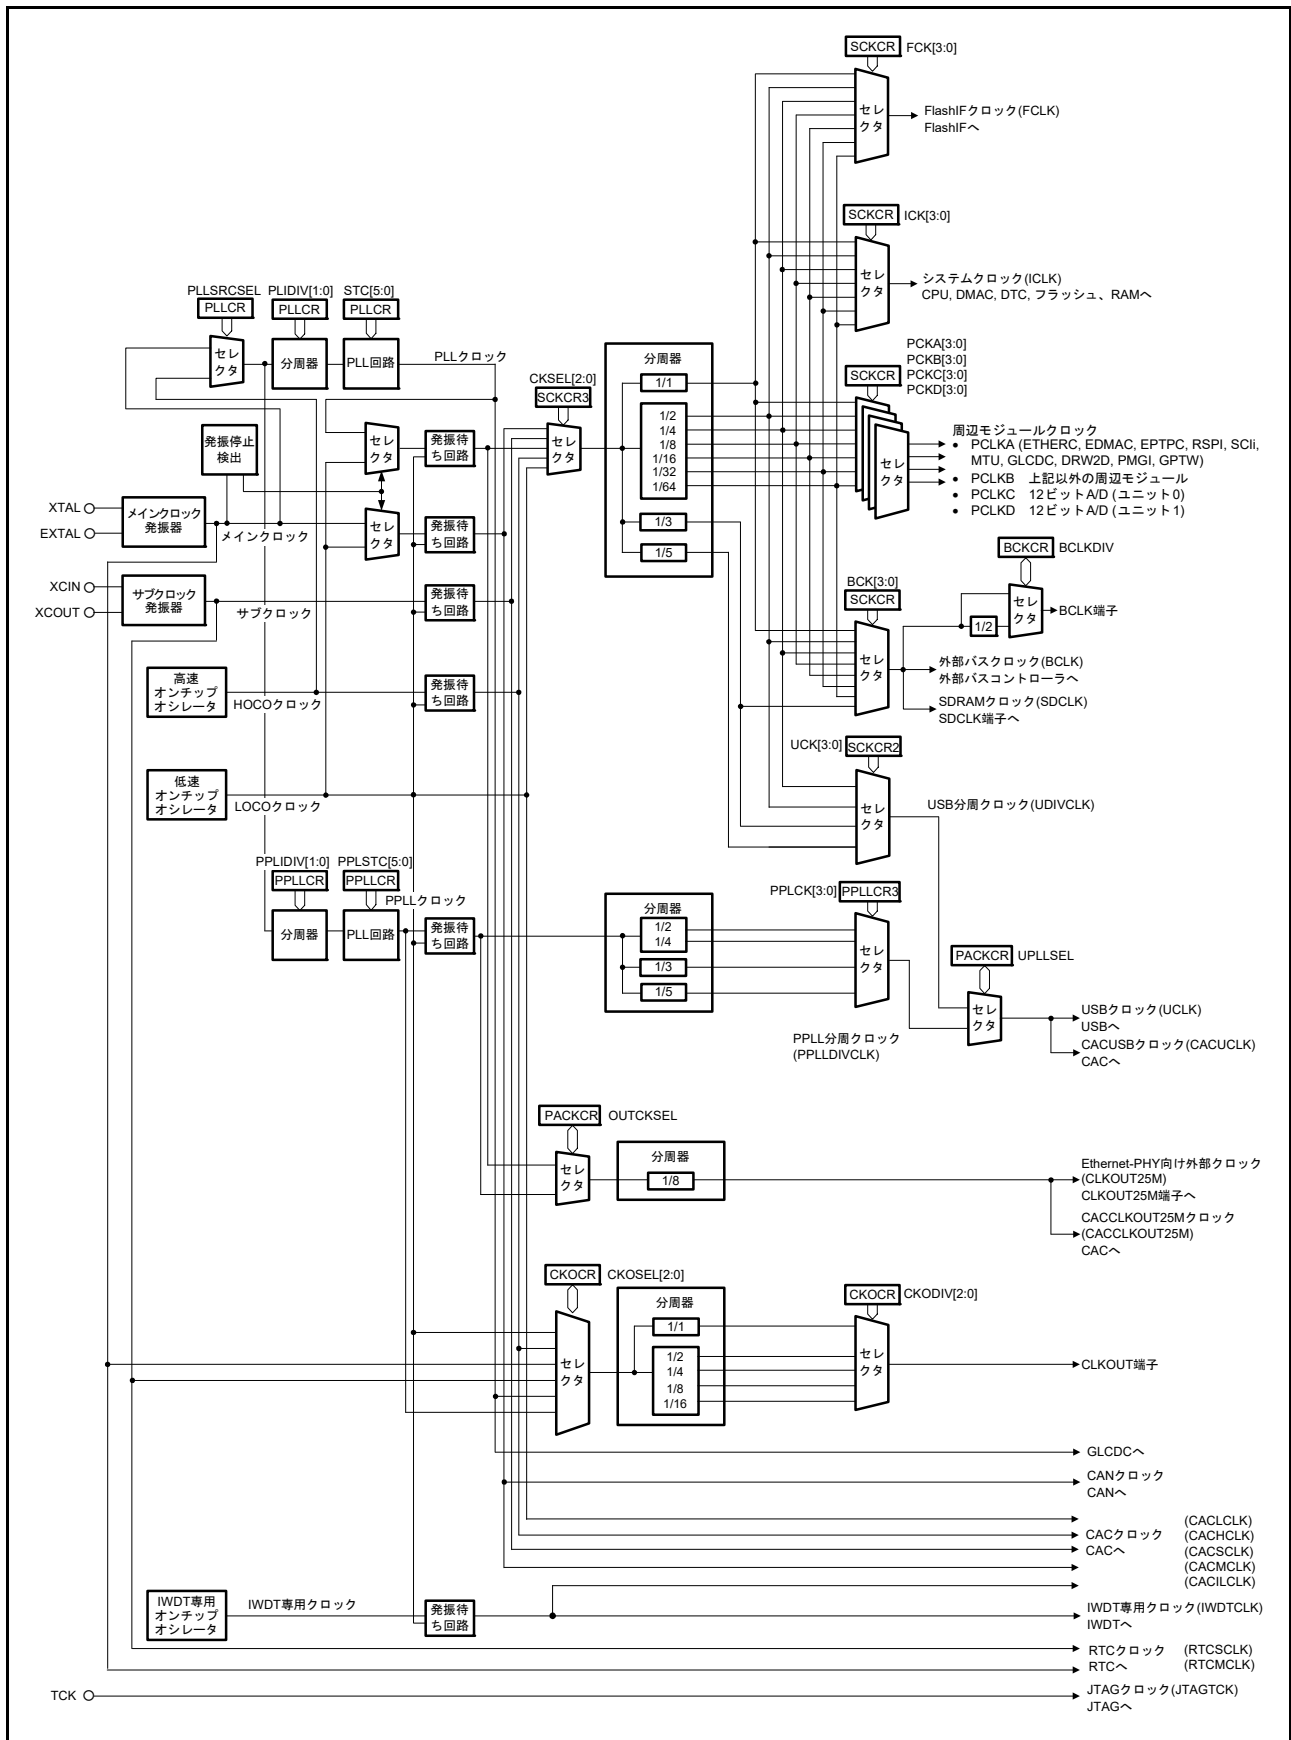 SCKCR FCK[3:0]
セレクタ
FlashIFクロック(FCLK)
FlashIFへ
SCKCR ICK[3:0]
セレクタ
システムクロック(ICLK)
CPU, DMAC, DTC, フラッシュ、RAMへ
PLLSRCSEL PLIDIV[1:0] STC[5:0]
PLLCR PLLCR PLLCR
セレクタ
分周器
PLL回路
PLLクロック
CKSEL[2:0]
SCKCR3
セレクタ
分周器
1/1
1/2
1/4
1/8
1/16
1/32
1/64
1/3
1/5
PCKA[3:0]
PCKB[3:0]
PCKC[3:0]
PCKD[3:0]
SCKCR
セレクタ
周辺モジュールクロック
• PCLKA (ETHERC, EDMAC, EPTPC, RSPI, SCIi,
MTU, GLCDC, DRW2D, PMGI, GPTW)
• PCLKB 上記以外の周辺モジュール
• PCLKC 12ビットA/D (ユニット0)
• PCLKD 12ビットA/D (ユニット1)
発振停止
検出
セレクタ
発振待
ち回路
XTAL
EXTAL
メインクロック
発振器
メインクロック
セレクタ
発振待
ち回路
XCIN
XCOUT
サブクロック
発振器
サブクロック
発振待
ち回路
BCKCR BCLKDIV
セレクタ
1/2
BCLK端子
BCK[3:0]
SCKCR
セレクタ
外部バスクロック(BCLK)
外部バスコントローラへ
SDRAMクロック(SDCLK)
SDCLK端子へ
高速
オンチップ
オシレータ
HOCOクロック
発振待
ち回路
低速
オンチップ
オシレータ
LOCOクロック
UCK[3:0] SCKCR2
セレクタ
USB分周クロック(UDIVCLK)
PPLIDIV[1:0] PPLSTC[5:0]
PPLLCR PPLLCR
分周器
PLL回路
PPLLクロック
発振待
ち回路
分周器
1/2
1/4
1/3
1/5
PPLCK[3:0] PPLLCR3
セレクタ
PPLL分周クロック
(PPLLDIVCLK)
PACKCR UPLLSEL
セレクタ
USBクロック(UCLK)
USBへ
CACUSBクロック(CACUCLK)
CACへ
PACKCR OUTCKSEL
セレクタ
分周器
1/8
Ethernet-PHY向け外部クロック
(CLKOUT25M)
CLKOUT25M端子へ
CACCLKOUT25Mクロック
(CACCLKOUT25M)
CACへ
CKOCR CKOSEL[2:0]
セレクタ
分周器
1/1
1/2
1/4
1/8
1/16
CKOCR CKODIV[2:0]
セレクタ
CLKOUT端子
GLCDCへ
CANクロック
CANへ
(CACLCLK)
CACクロック (CACHCLK)
CACへ (CACSCLK)
(CACMCLK)
(CACILCLK)
IWDT専用
オンチップ
オシレータ
IWDT専用クロック
発振待
ち回路
IWDT専用クロック(IWDTCLK)
IWDTへ
RTCクロック (RTCSCLK)
RTCへ (RTCMCLK)
TCK
JTAGクロック(JTAGTCK)
JTAGへ